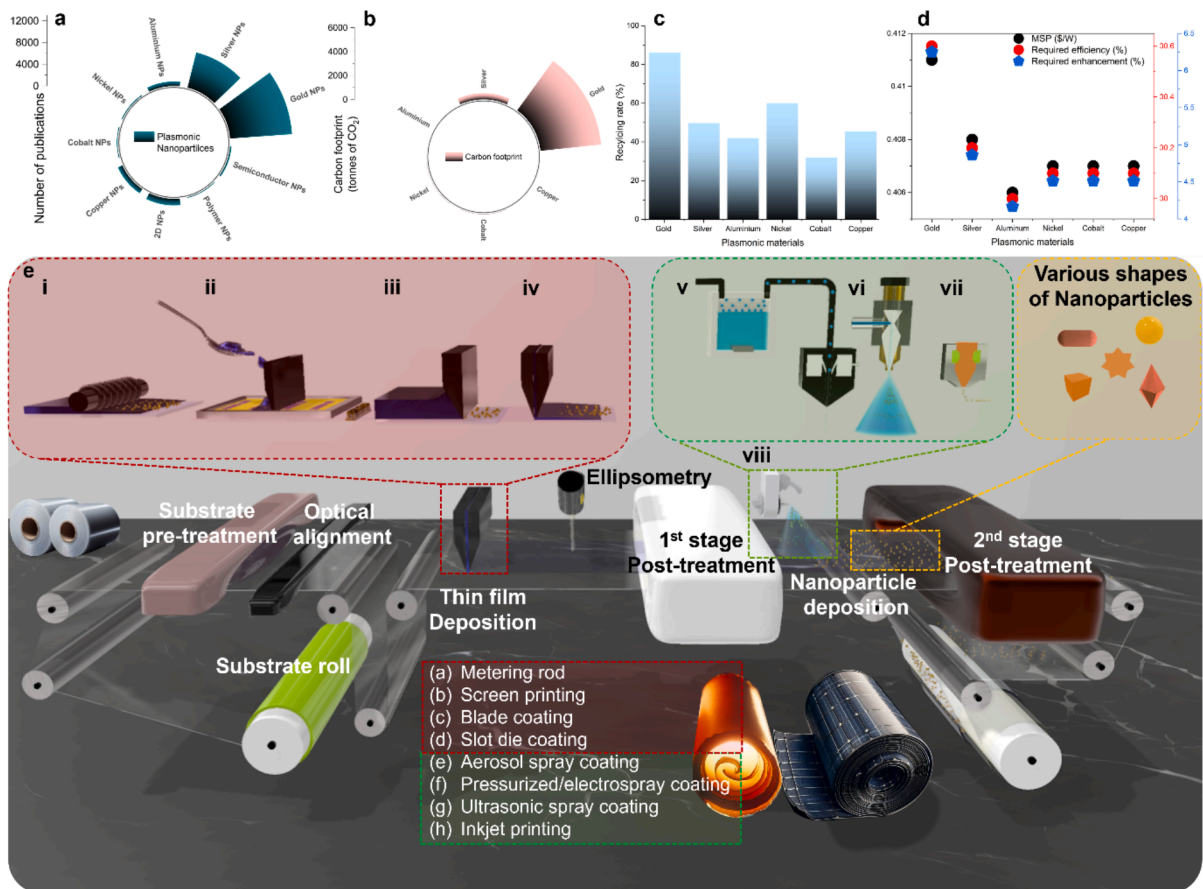 a
12000
8000
4000
0
Number of publications
Aluminium NPs
Silver NPs
Nickel NPs
Gold NPs
Cobalt NPs
Plasmonic
Nanopartilces
Semiconductor NPs
Copper NPs
2D NPs
Polymer NPs
b
6000
4000
2000
0
Carbon footprint
(tonnes of CO2)
Silver
Gold
Aluminium
Carbon footprint
Nickel
Copper
Cobalt
c
100
80
60
40
20
0
Recylcing rate (%)
Gold
Silver
Aluminium
Nickel
Cobalt
Copper
Plasmonic materials
d
MSP ($/W)
Required efficiency (%)
Required enhancement (%)
0.412
0.410
0.408
0.406
30.6
30.4
30.2
30
6.5
6
5.5
5
4.5
4
Gold
Silver
Aluminum
Nickel
Cobalt
Copper
Plasmonic materials
e
i
ii
iii
iv
v
vi
vii
Various shapes
of Nanoparticles
viii
Ellipsometry
Substrate
pre-treatment
Optical
alignment
1st stage
Post-treatment
2nd stage
Post-treatment
Thin film
Deposition
Nanoparticle
deposition
Substrate roll
(a) Metering rod
(b) Screen printing
(c) Blade coating
(d) Slot die coating
(e) Aerosol spray coating
(f) Pressurized/electrospray coating
(g) Ultrasonic spray coating
(h) Inkjet printing